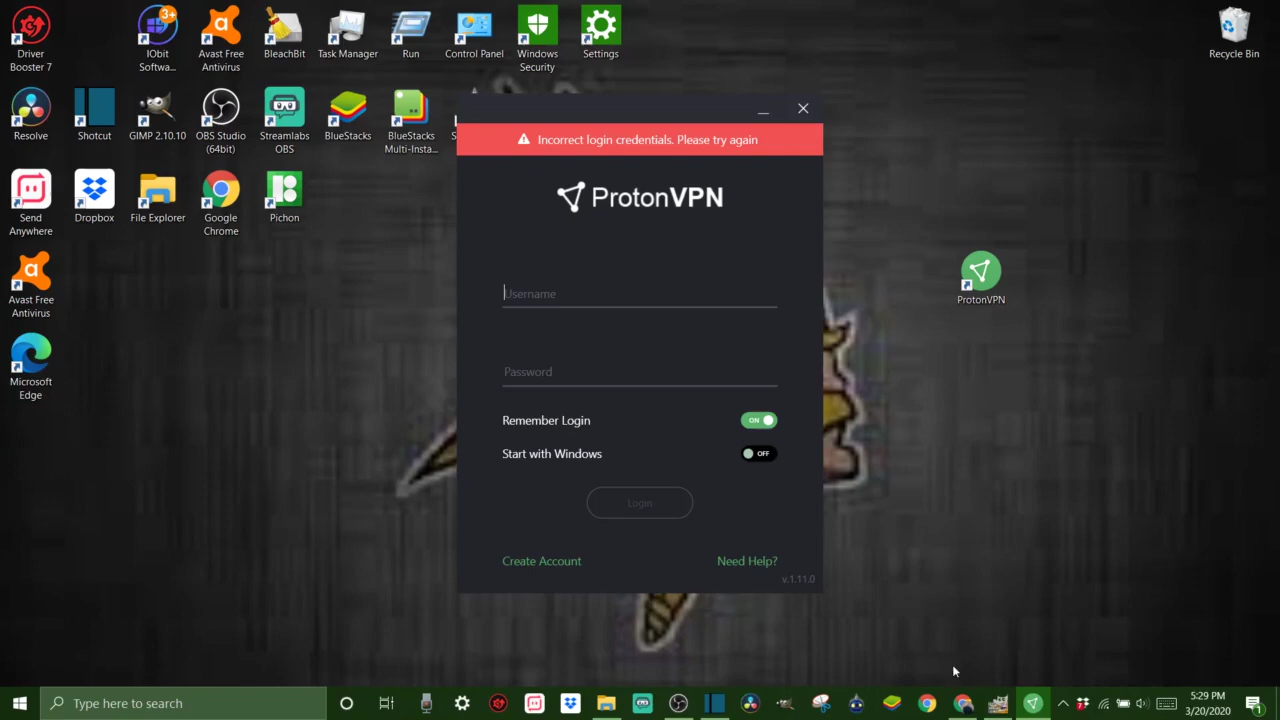 Driver
Booster 7
3+
IObit
Softwa...
Avast Free
Antivirus
BleachBit
Task Manager
Run
Control Panel
Windows
Security
Settings
Recycle Bin
Resolve
Shotcut
GIMP 2.10.10
OBS Studio
(64bit)
Streamlabs
OBS
BlueStacks
BlueStacks
Multi-Insta...
S
Send
Anywhere
Dropbox
File Explorer
Google
Chrome
Pichon
Avast Free
Antivirus
Microsoft
Edge
Incorrect login credentials. Please try again
ProtonVPN
Username
Password
Remember Login
ON
Start with Windows
OFF
Login
Create Account
Need Help?
v.1.11.0
ProtonVPN
Type here to search
5:29 PM
3/20/2020
1